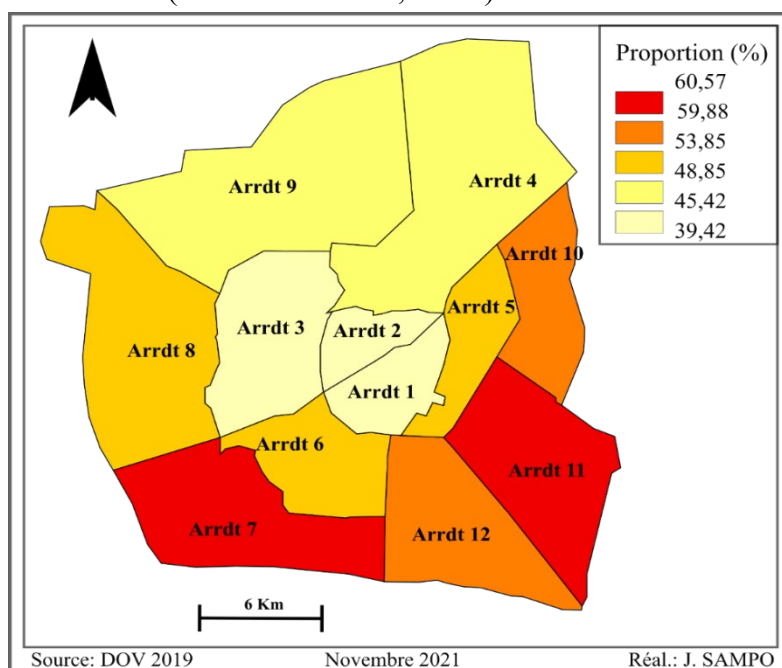 Proportion (%)
60,57
59,88
53,85
48,85
45,42
39,42
Arrdt 9
Arrdt 4
Arrdt 10
Arrdt 5
Arrdt 3
Arrdt 2
Arrdt 8
Arrdt 1
Arrdt 6
Arrdt 11
Arrdt 7
Arrdt 12
6 Km
Source: DOV 2019 Novembre 2021 Réal.: J. SAMPO